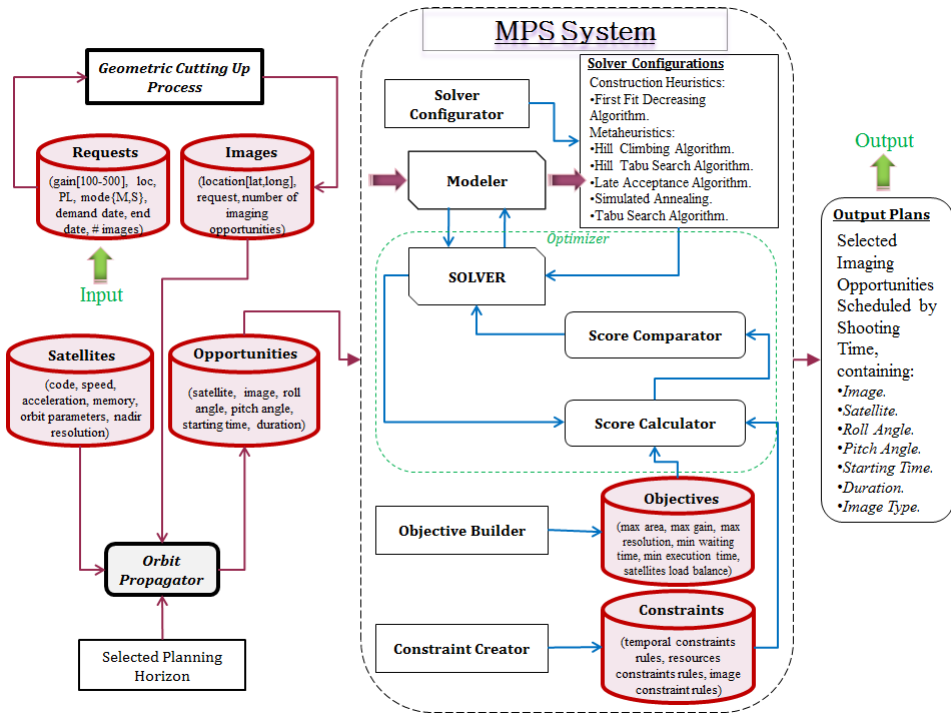 MPS System
Geometric Cutting Up
Process
Requests
(gain[100-500], loc,
PL, mode{M,S},
demand date, end
date, # images)
Images
(location[lat,long],
request, number of
imaging
opportunities)
Input
Satellites
(code, speed,
acceleration, memory,
orbit parameters, nadir
resolution)
Opportunities
(satellite, image, roll
angle, pitch angle,
starting time, duration)
Orbit
Propagator
Selected Planning
Horizon
Solver
Configurator
Solver Configurations
Construction Heuristics:
•First Fit Decreasing
Algorithm.
Metaheuristics:
•Hill Climbing Algorithm.
•Hill Tabu Search Algorithm.
•Late Acceptance Algorithm.
•Simulated Annealing.
•Tabu Search Algorithm.
Modeler
Optimizer
SOLVER
Score Comparator
Score Calculator
Objective Builder
Objectives
(max area, max gain, max
resolution, min waiting
time, min execution time,
satellites load balance)
Constraint Creator
Constraints
(temporal constraints
rules, resources
constraints rules, image
constraint rules)
Output
Output Plans
Selected
Imaging
Opportunities
Scheduled by
Shooting
Time,
containing:
•Image.
•Satellite.
•Roll Angle.
•Pitch Angle.
•Starting Time.
•Duration.
•Image Type.